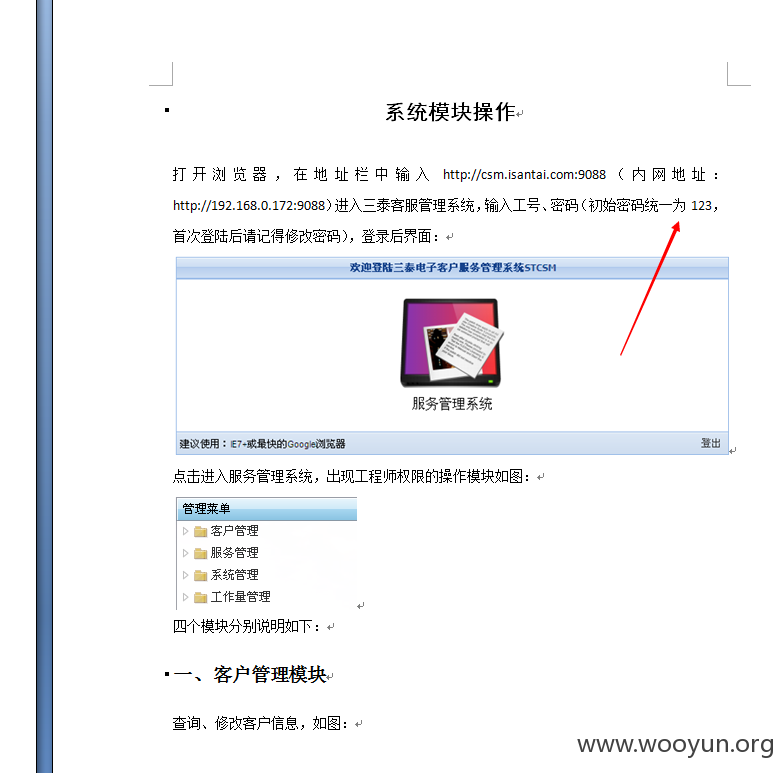 系统模块操作
打开浏览器，在地址栏中输入 http://csm.isantai.com:9088（内网地址：
http://192.168.0.172:9088）进入三泰客服管理系统，输入工号、密码（初始密码统一为 123，
首次登陆后请记得修改密码），登录后界面：
欢迎登陆三泰电子客户服务管理系统STCSM
服务管理系统
建议使用：IE7+或最快的Google浏览器 登出
点击进入服务管理系统，出现工程师权限的操作模块如图：
管理菜单
客户管理
服务管理
系统管理
工作量管理
四个模块分别说明如下：
一、客户管理模块
查询、修改客户信息，如图：
www.wooyun.org